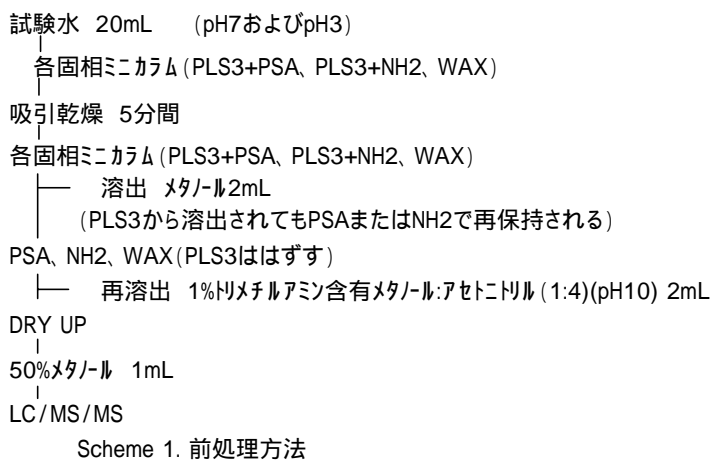 試験水 20mL (pH7およびpH3)
各固相ミニカラム(PLS3+PSA、PLS3+NH2、WAX)
吸引乾燥 5分間
各固相ミニカラム(PLS3+PSA、PLS3+NH2、WAX)
溶出 メタノール2mL
(PLS3から溶出されてもPSAまたはNH2で再保持される)
PSA、NH2、WAX(PLS3ははずす)
再溶出 1%トリメチルアミン含有メタノール:アセトニトリル(1:4)(pH10) 2mL
DRY UP
50%メタノール 1mL
LC/MS/MS
Scheme 1. 前処理方法